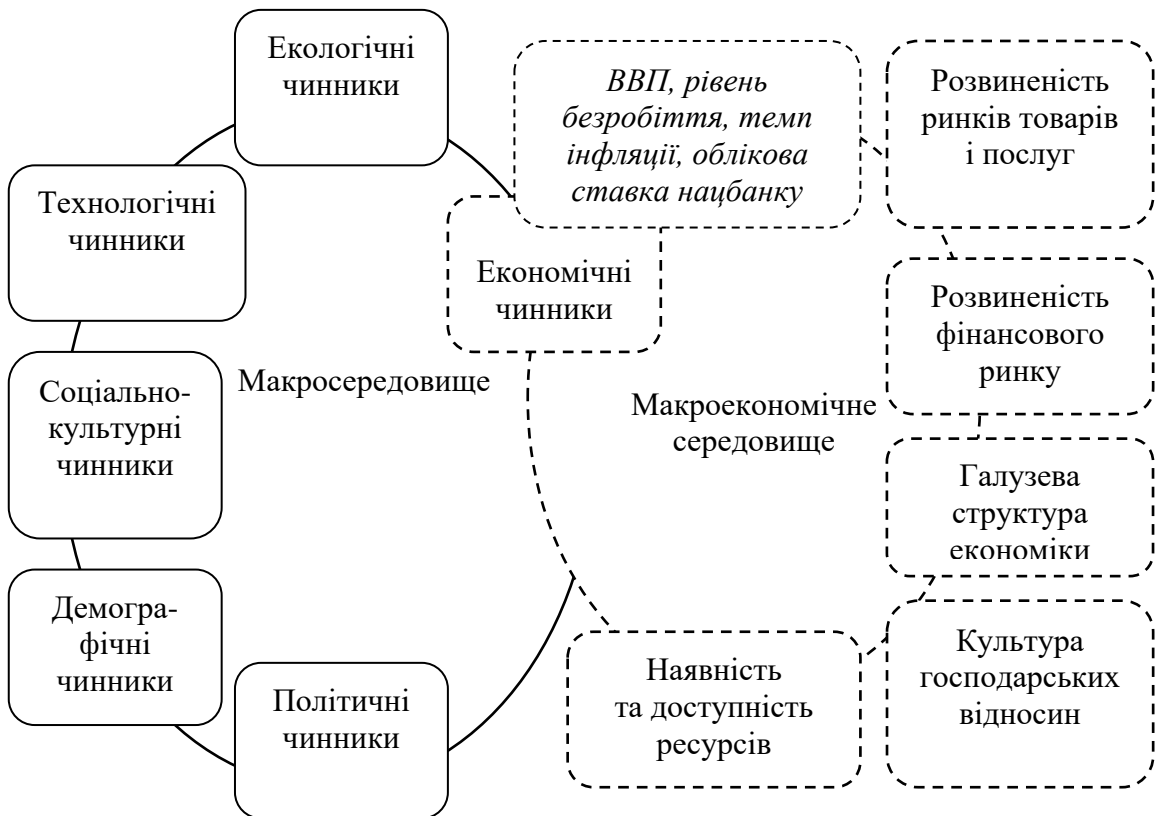 Екологічні
чинники
ВВП, рівень
безробіття, темп
інфляції, облікова
ставка нацбанку
Розвиненість
ринків товарів
і послуг
Технологічні
чинники
Економічні
чинники
Розвиненість
фінансового
ринку
Соціально-
культурні
чинники
Макросередовище
Макроекономічне
середовище
Галузева
структура
економіки
Демогра-
фічні
чинники
Політичні
чинники
Наявність
та доступність
ресурсів
Культура
господарських
відносин